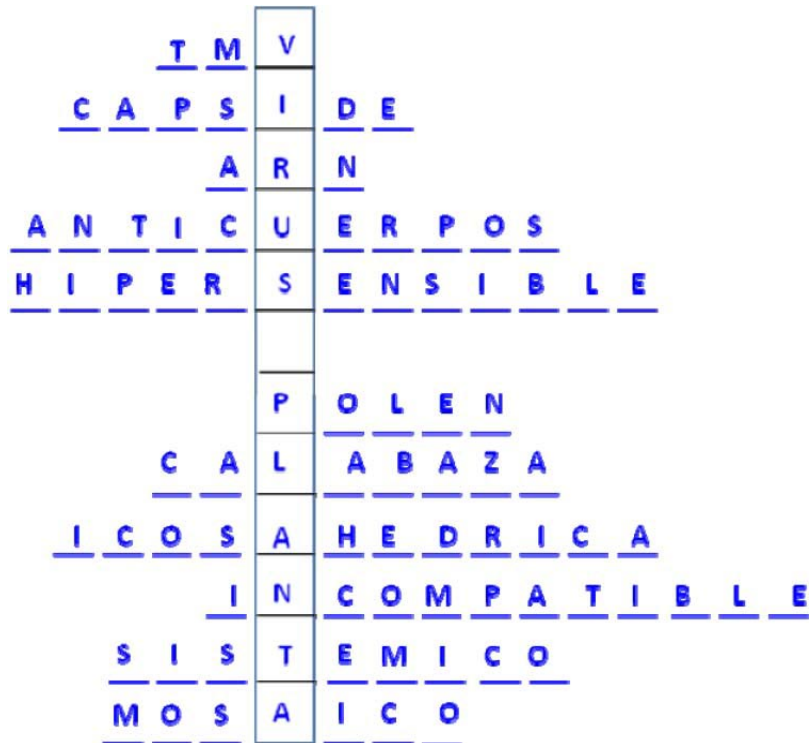 TMV
CAPSIDE
ARN
ANTICUERPOS
HIPERSENSIBLE
POLEN
CALABAZA
ICOSAHEDRICA
INCOMPATIBLE
SISTEMICO
MOSAICO